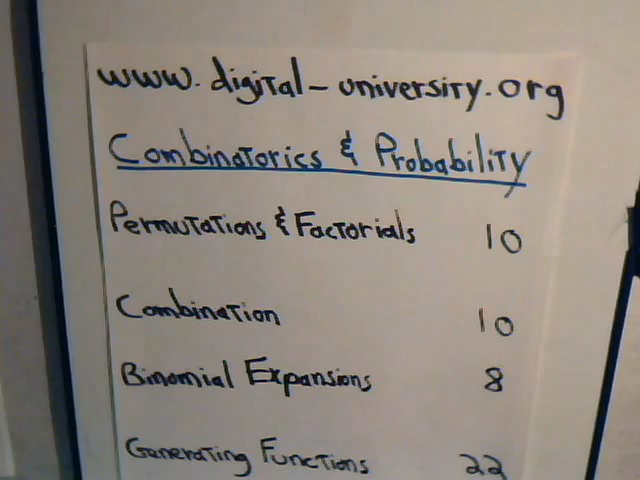 www.digital-university.org
Combinatorics & Probability
Permutations & Factorials 10
Combination 10
Binomial Expansions 8
Generating Functions 22